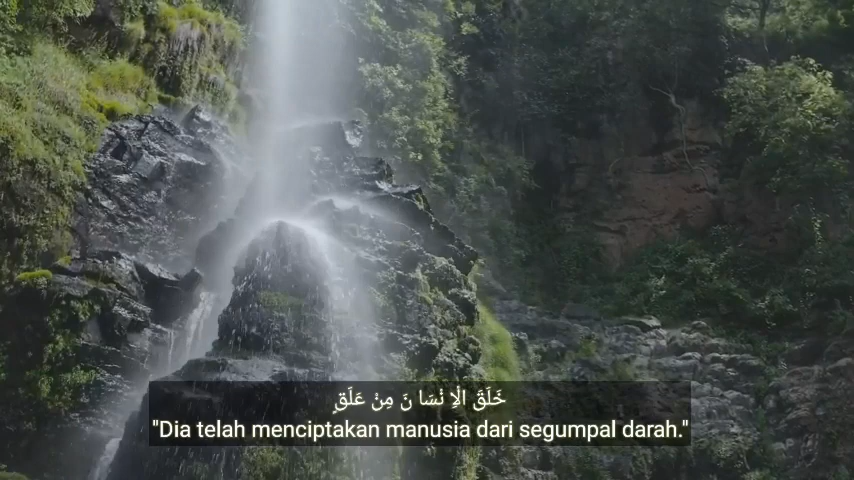 خَلَقَ الْاِ نْسَا نَ مِنْ عَلَقٍ
"Dia telah menciptakan manusia dari segumpal darah."